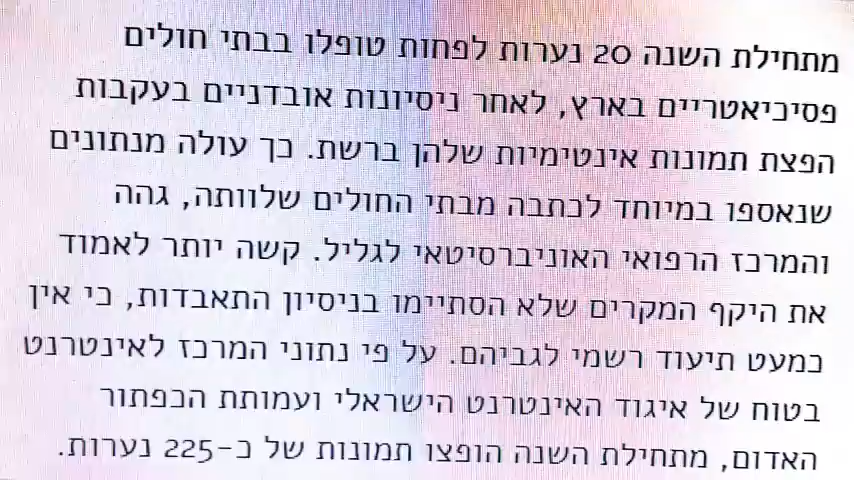 מתחילת השנה 20 נערות לפחות טופלו בבתי חולים
פסיכיאטריים בארץ, לאחר ניסיונות אובדניים בעקבות
הפצת תמונות אינטימיות שלהן ברשת. כך עולה מנתונים
שנאספו במיוחד לכתבה מבתי החולים שלוותה, גהה
והמרכז הרפואי האוניברסיטאי לגליל. קשה יותר לאמוד
את היקף המקרים שלא הסתיימו בניסיון התאבדות, כי אין
כמעט תיעוד רשמי לגביהם. על פי נתוני המרכז לאינטרנט
בטוח של איגוד האינטרנט הישראלי ועמותת הכפתור
האדום, מתחילת השנה הופצו תמונות של כ-225 נערות.